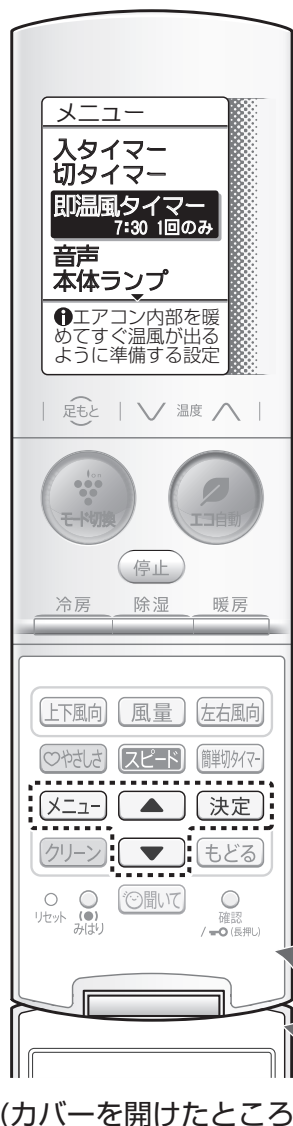 メニュー
入タイマー
切タイマー
即温風タイマー
7:30 1回のみ
音声
本体ランプ
❶エアコン内部を暖
めてすぐ温風が出る
ように準備する設定
足もと 温度
モード切換 エコ自動
停止
冷房 除湿 暖房
上下風向 風量 左右風向
♡やさしさ スピード 簡単切タイマー
メニュー ▲ 決定
クリーン ▼ もどる
リセット みはり 聞いて 確認
/ (長押し)
(カバーを開けたところ